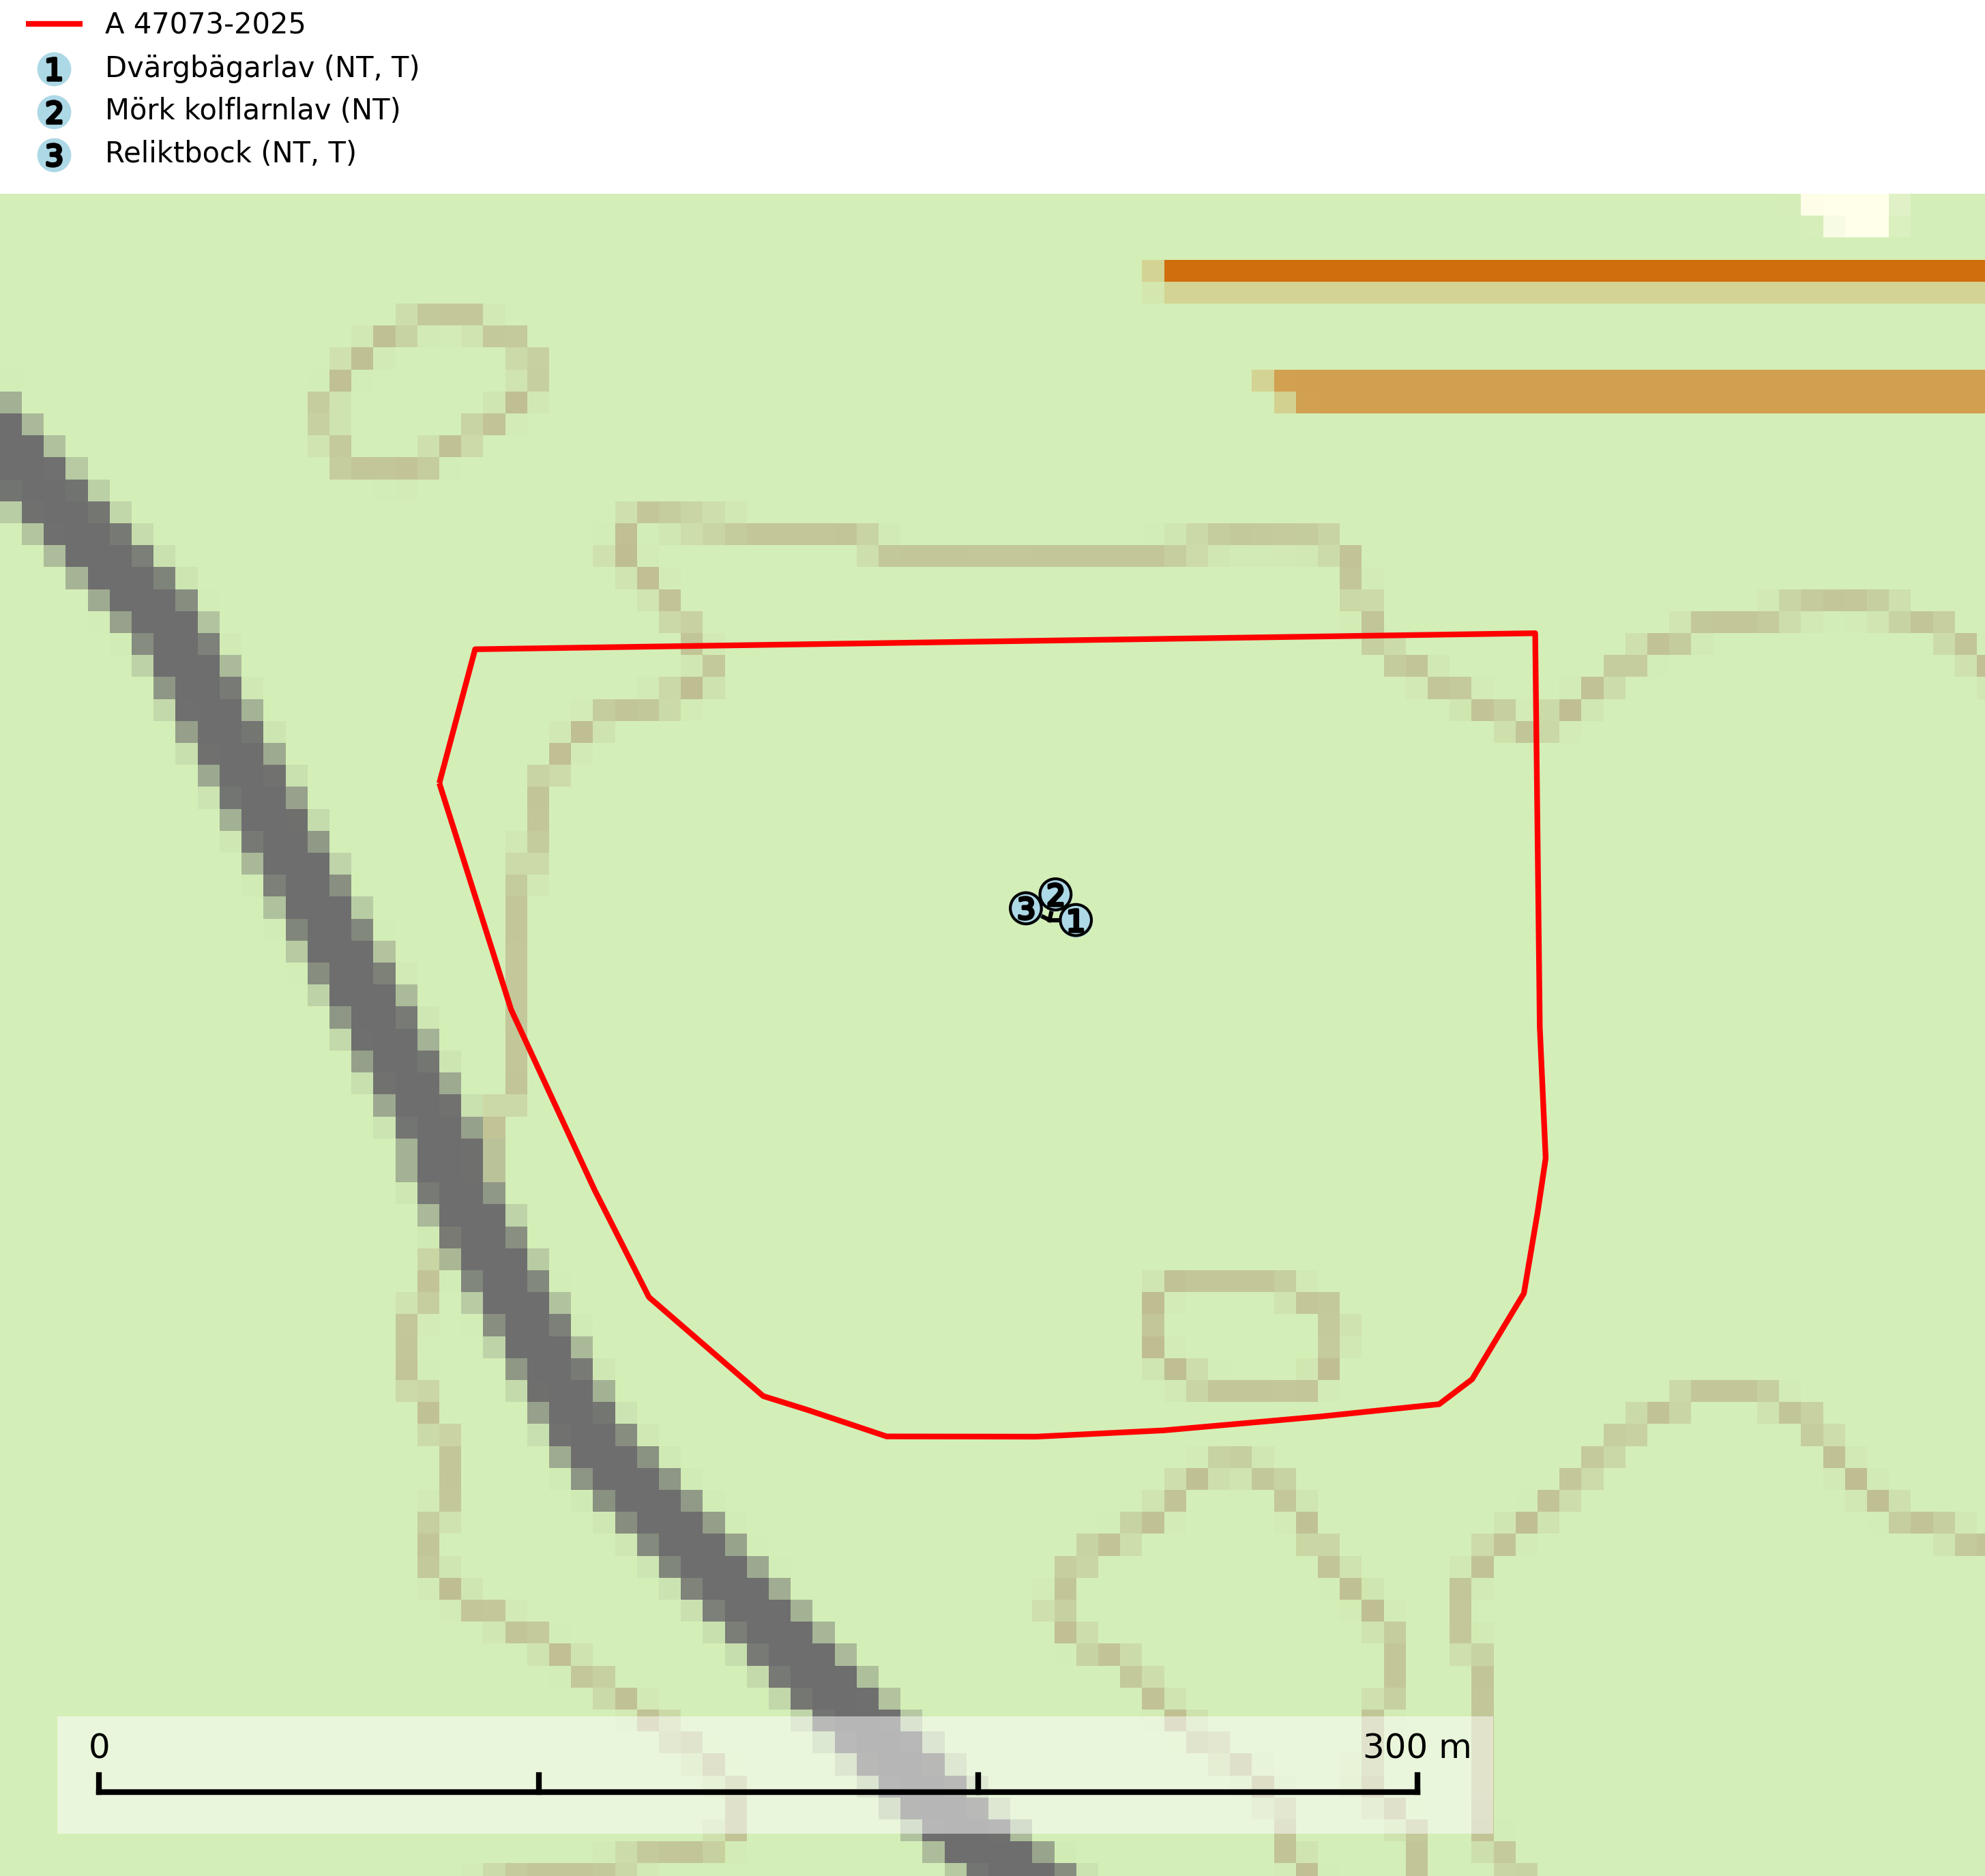 A 47073-2025
1 Dvärgbägarlav (NT, T)
2 Mörk kolflarnlav (NT)
3 Reliktbock (NT, T)
2
3
1
0 300 m